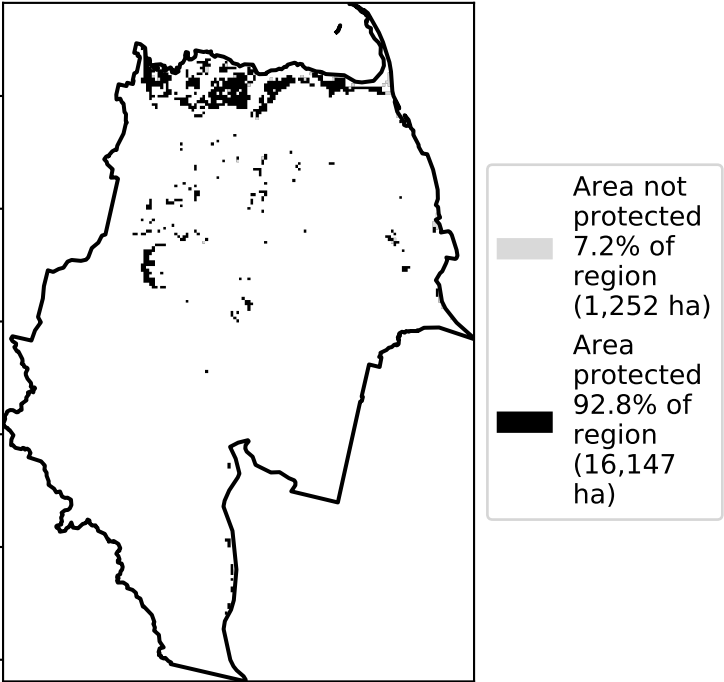 Area not
protected
7.2% of
region
(1,252 ha)
Area
protected
92.8% of
region
(16,147
ha)